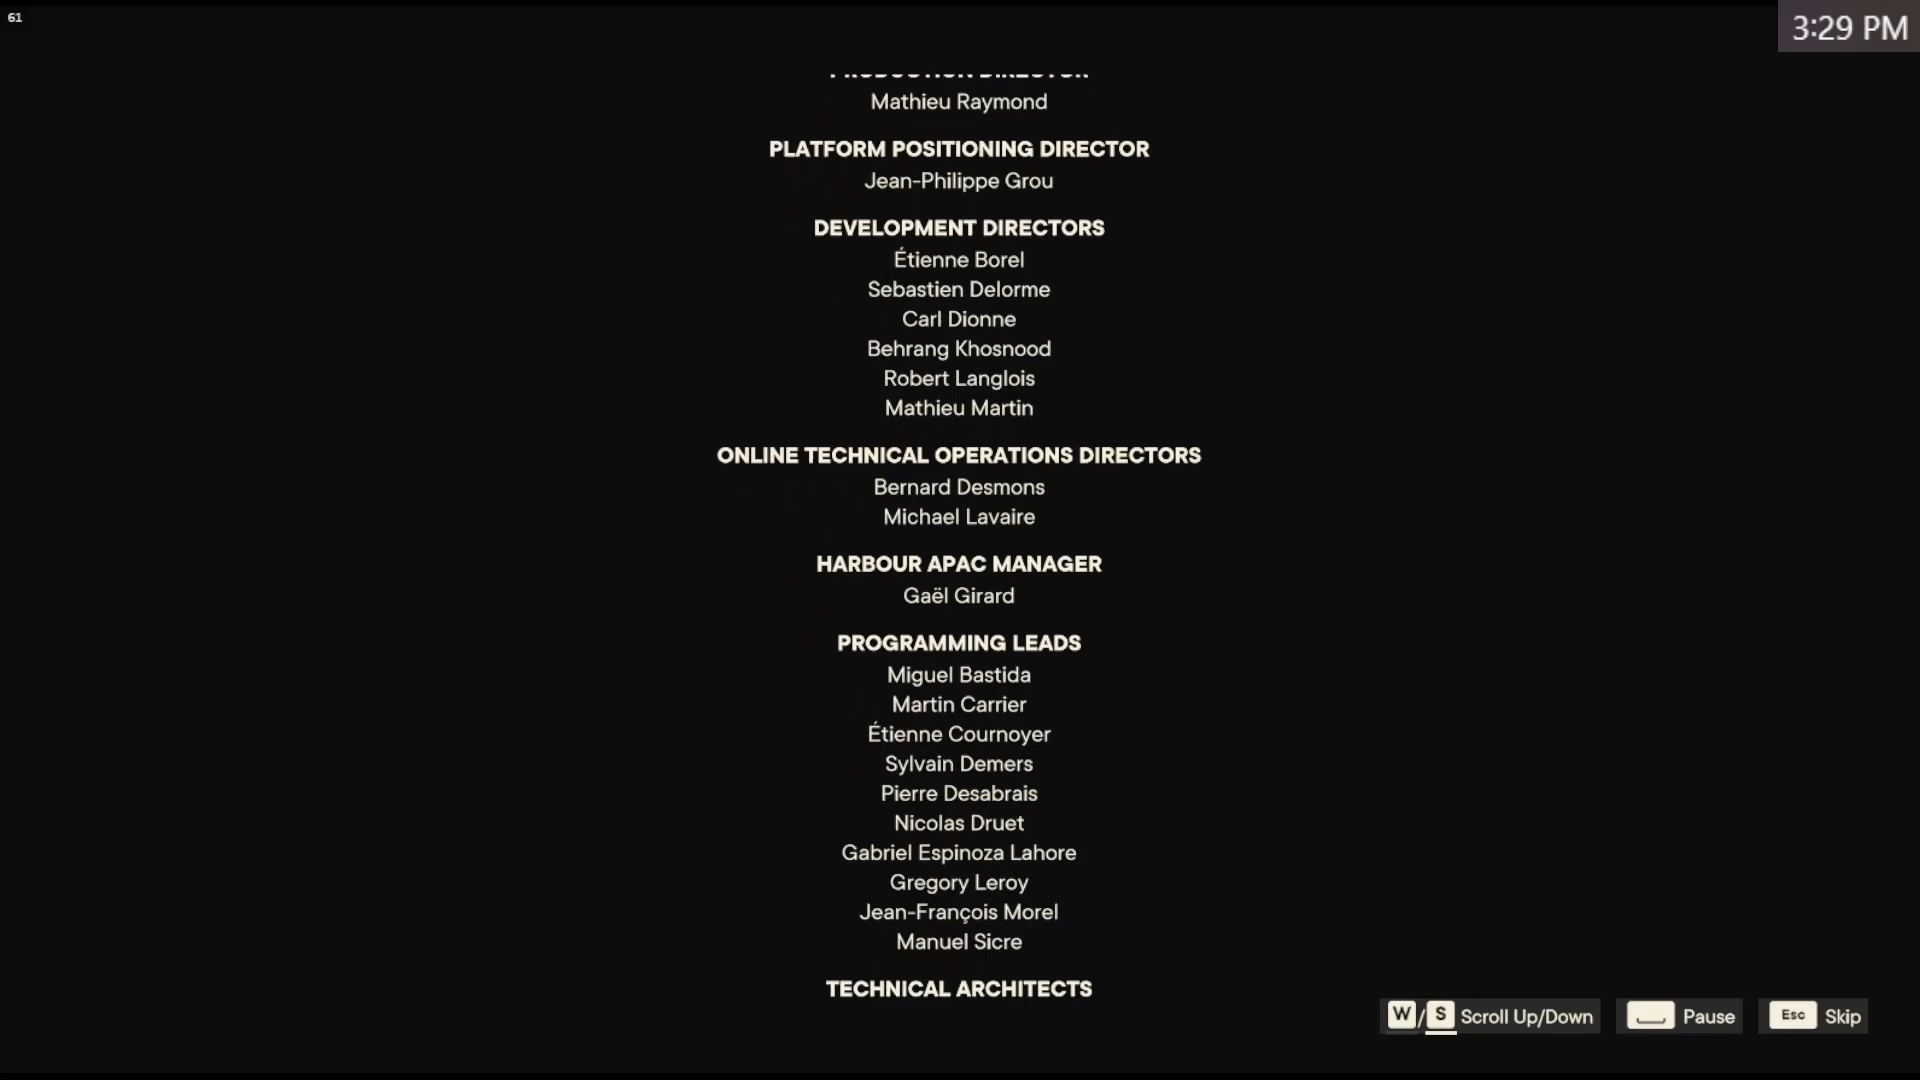 61
3:29 PM
PRODUCTION DIRECTOR
Mathieu Raymond
PLATFORM POSITIONING DIRECTOR
Jean-Philippe Grou
DEVELOPMENT DIRECTORS
Étienne Borel
Sebastien Delorme
Carl Dionne
Behrang Khosnood
Robert Langlois
Mathieu Martin
ONLINE TECHNICAL OPERATIONS DIRECTORS
Bernard Desmons
Michael Lavaire
HARBOUR APAC MANAGER
Gaël Girard
PROGRAMMING LEADS
Miguel Bastida
Martin Carrier
Étienne Cournoyer
Sylvain Demers
Pierre Desabrais
Nicolas Druet
Gabriel Espinoza Lahore
Gregory Leroy
Jean-François Morel
Manuel Sicre
TECHNICAL ARCHITECTS
W/S Scroll Up/Down Pause Esc Skip